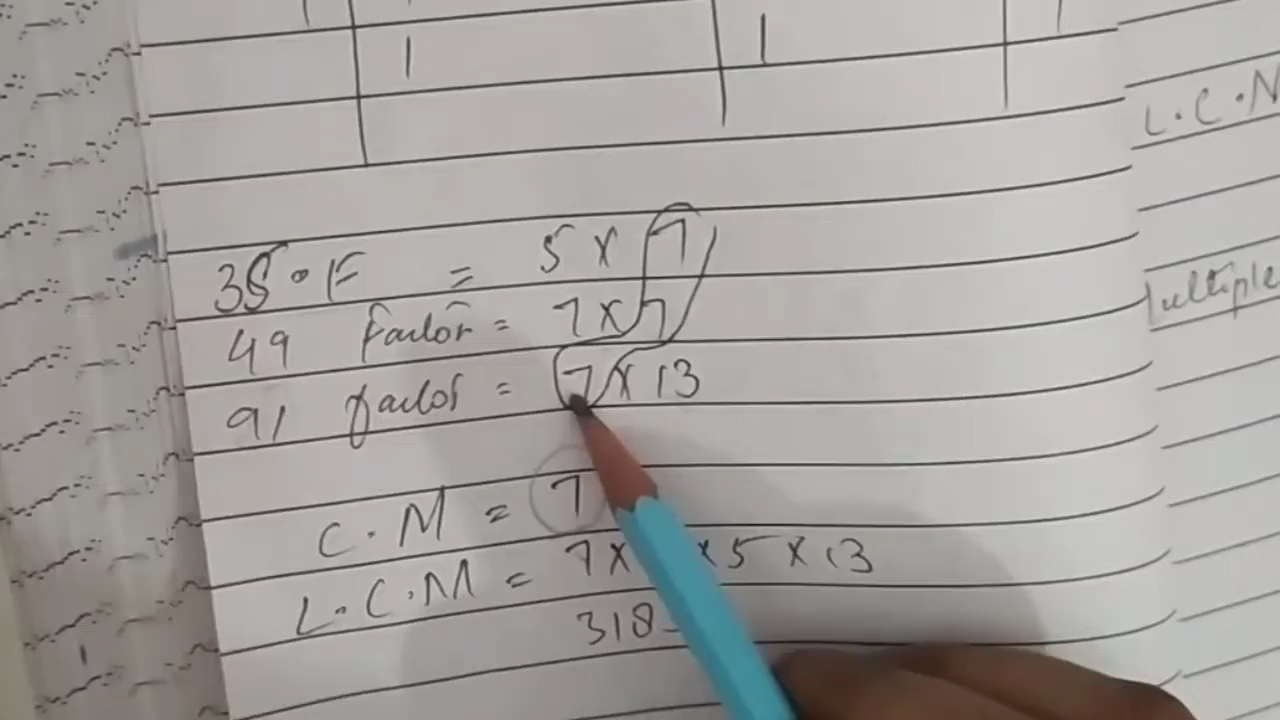 1 1
L.C.M
35.F = 5 x 7
49 factor = 7 x 7
ultiple
91 factor = 7 x 13
C.M = 7
L.C.M = 7 x x 5 x 13
318